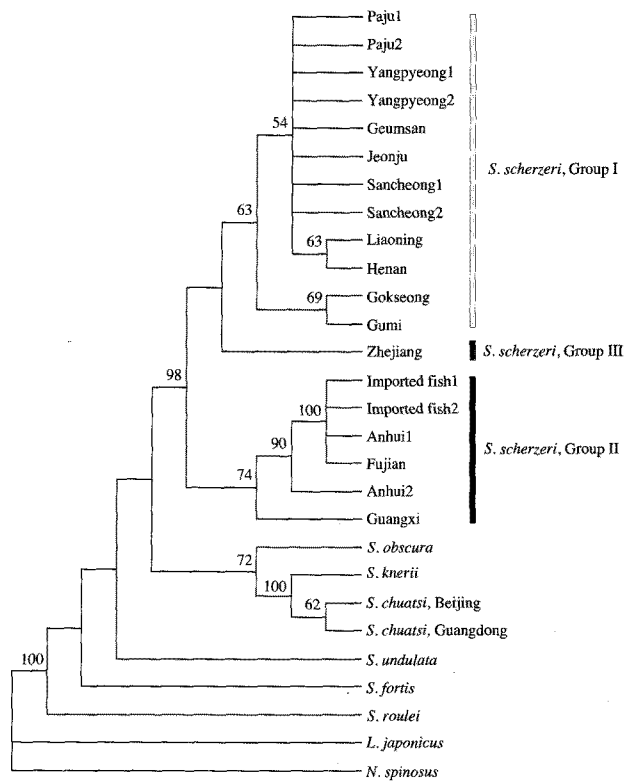 Paju1
Paju2
Yangpyeong1
Yangpyeong2
54
Geumsan
Jeonju
S. scherzeri, Group I
Sancheong1
63
Sancheong2
63
Liaoning
Henan
69
Gokseong
Gumi
Zhejiang
S. scherzeri, Group III
98
Imported fish1
100
Imported fish2
90
Anhui1
S. scherzeri, Group II
74
Fujian
Anhui2
Guangxi
72
S. obscura
100
S. knerii
62
S. chuatsi, Beijing
S. chuatsi, Guangdong
100
S. undulata
S. fortis
S. roulei
L. japonicus
N. spinosus